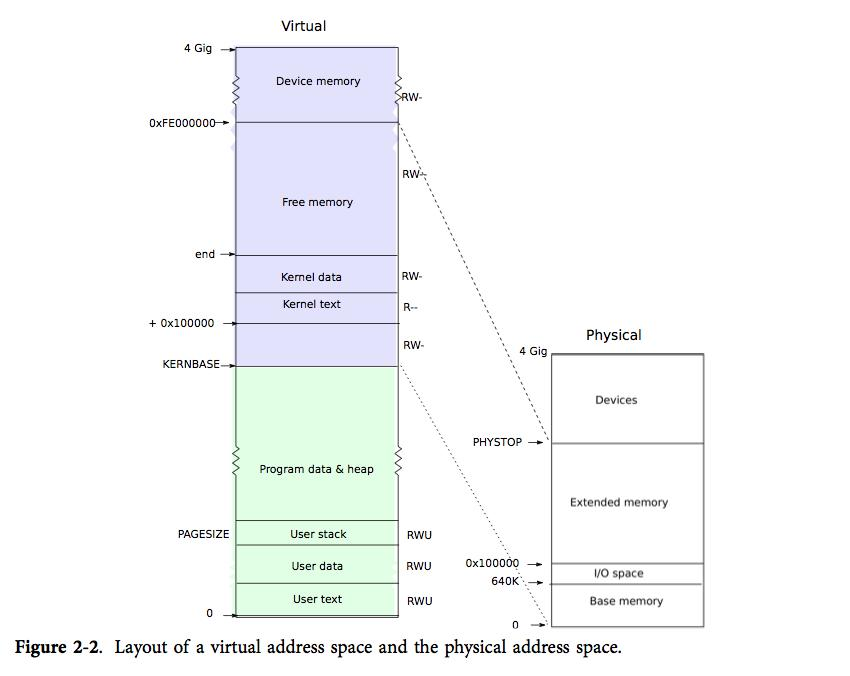 Virtual
4 Gig
Device memory
RW-
0xFE000000
RW--
Free memory
end
Kernel data
RW-
Kernel text
R--
+ 0x100000
RW-
KERNBASE
Program data & heap
PAGESIZE
User stack
RWU
User data
RWU
User text
RWU
0
Physical
4 Gig
Devices
PHYSTOP
Extended memory
0x100000
I/O space
640K
Base memory
0
Figure 2-2. Layout of a virtual address space and the physical address space.